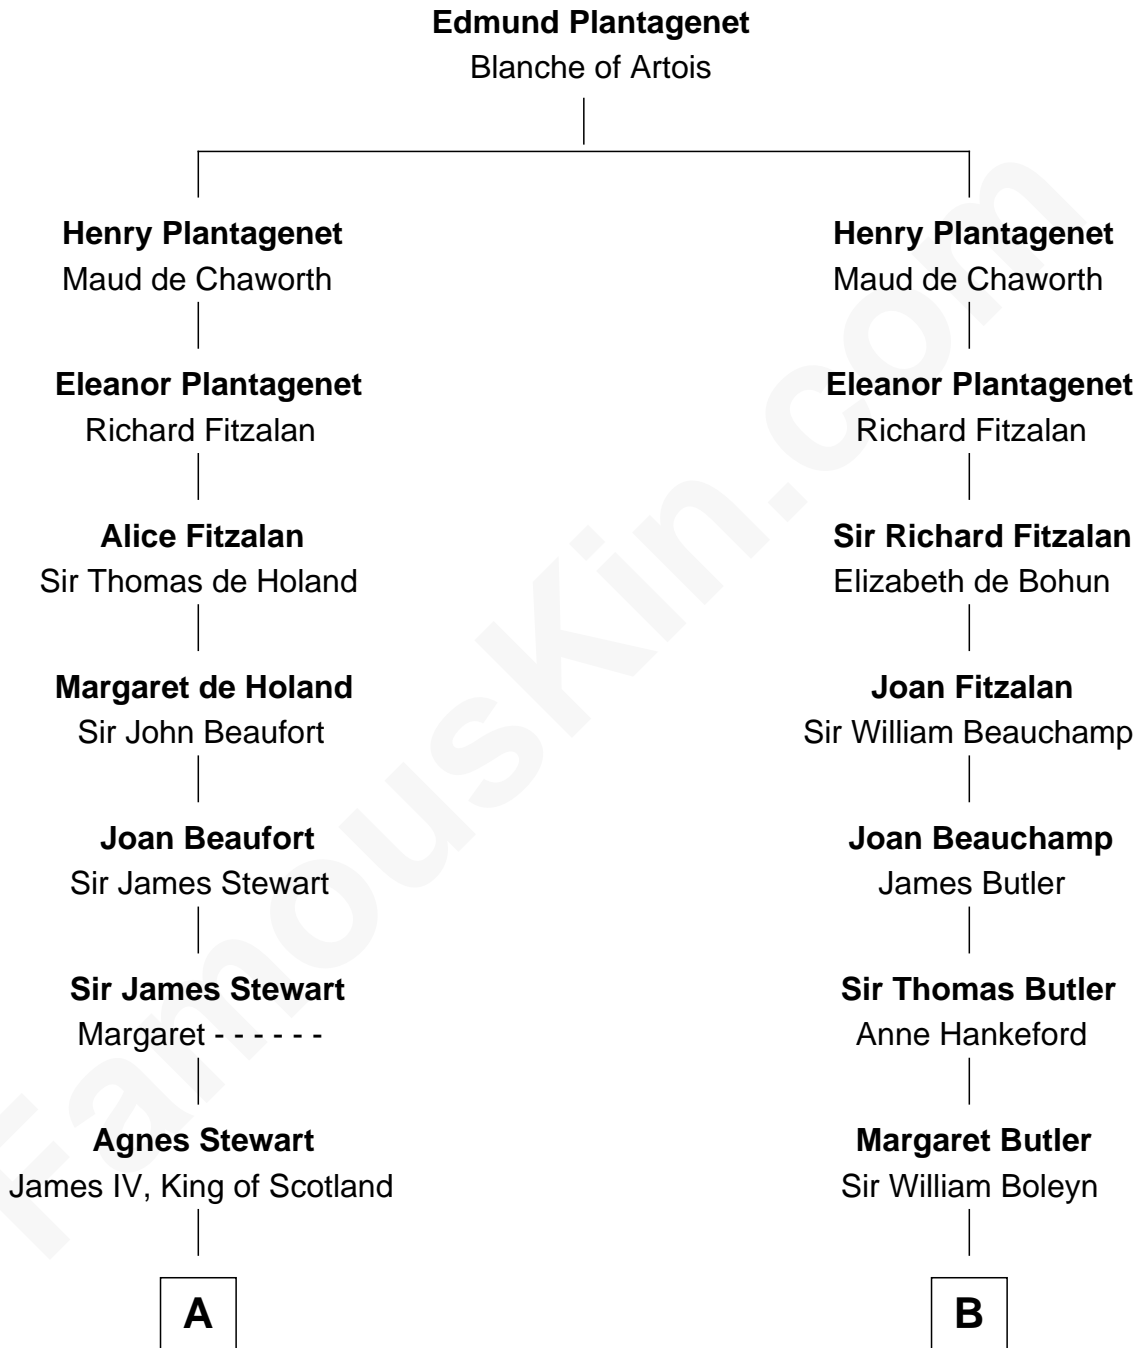 Edmund Plantagenet
Blanche of Artois
Henry Plantagenet
Maud de Chaworth
Eleanor Plantagenet
Richard Fitzalan
Alice Fitzalan
Sir Thomas de Holand
Margaret de Holand
Sir John Beaufort
Joan Beaufort
Sir James Stewart
Sir James Stewart
Margaret - - - - - -
Agnes Stewart
James IV, King of Scotland
A
Henry Plantagenet
Maud de Chaworth
Eleanor Plantagenet
Richard Fitzalan
Sir Richard Fitzalan
Elizabeth de Bohun
Joan Fitzalan
Sir William Beauchamp
Joan Beauchamp
James Butler
Sir Thomas Butler
Anne Hankeford
Margaret Butler
Sir William Boleyn
B
FamousKin.com